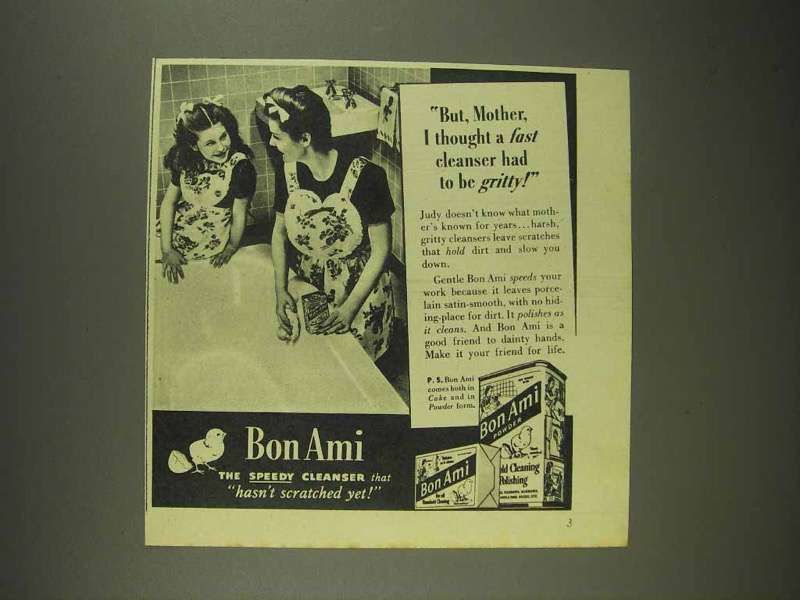 "But, Mother,
I thought a fast
cleanser had
to be gritty!"
Judy doesn't know what moth-
er's known for years...harsh,
gritty cleansers leave scratches
that hold dirt and slow you
down.
Gentle Bon Ami speeds your
work because it leaves porce-
lain satin-smooth, with no hid-
ing-place for dirt. It polishes as
it cleans. And Bon Ami is a
good friend to dainty hands.
Make it your friend for life.
P. S. Bon Ami
comes both in
Cake and in
Powder form.
Bon Ami
POWDER
ld Cleaning
Polishing
Bon Ami
For all
Household Cleaning
Bon Ami
THE SPEEDY CLEANSER that
"hasn't scratched yet!"
3